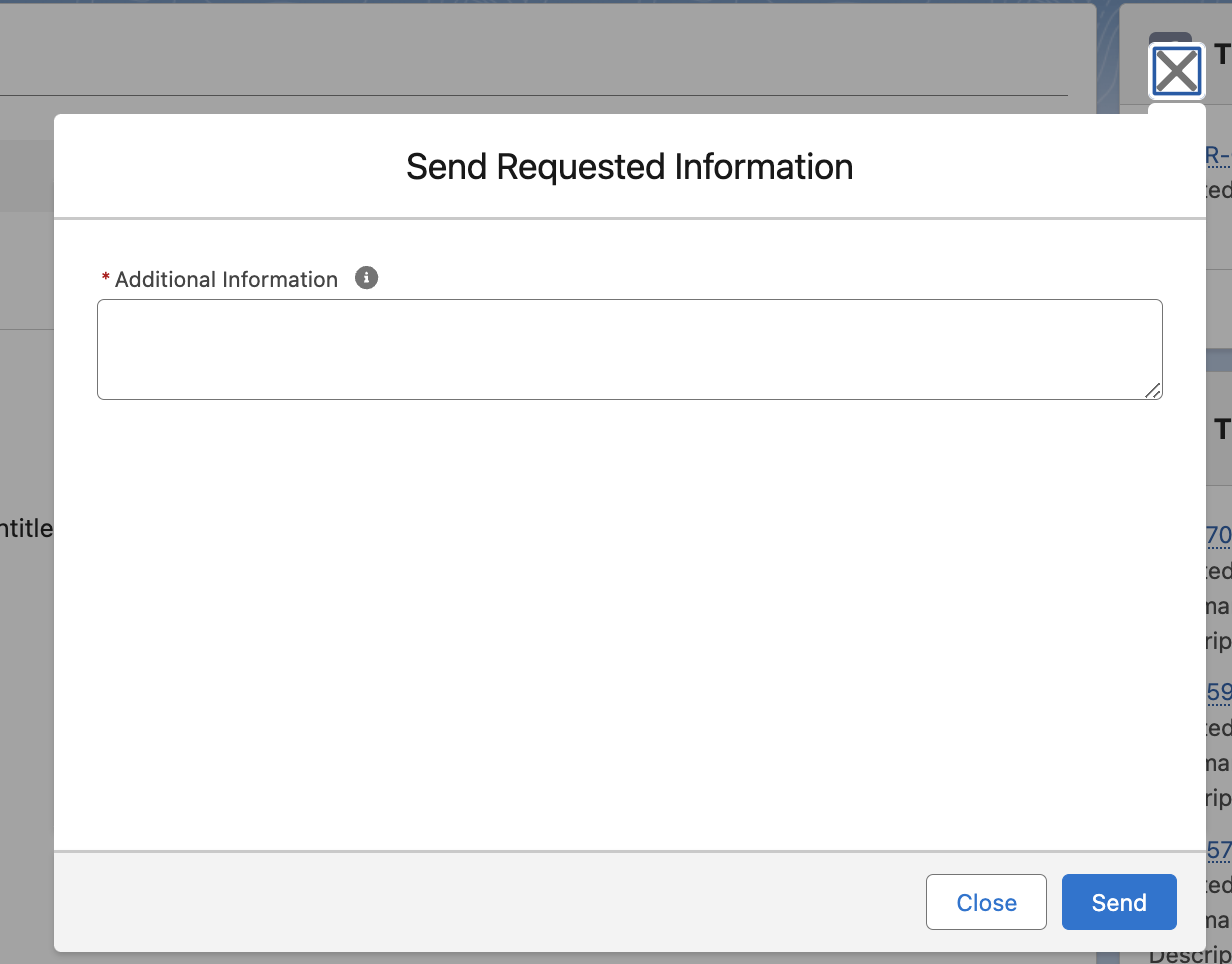 Send Requested Information
* Additional Information
Close
Send